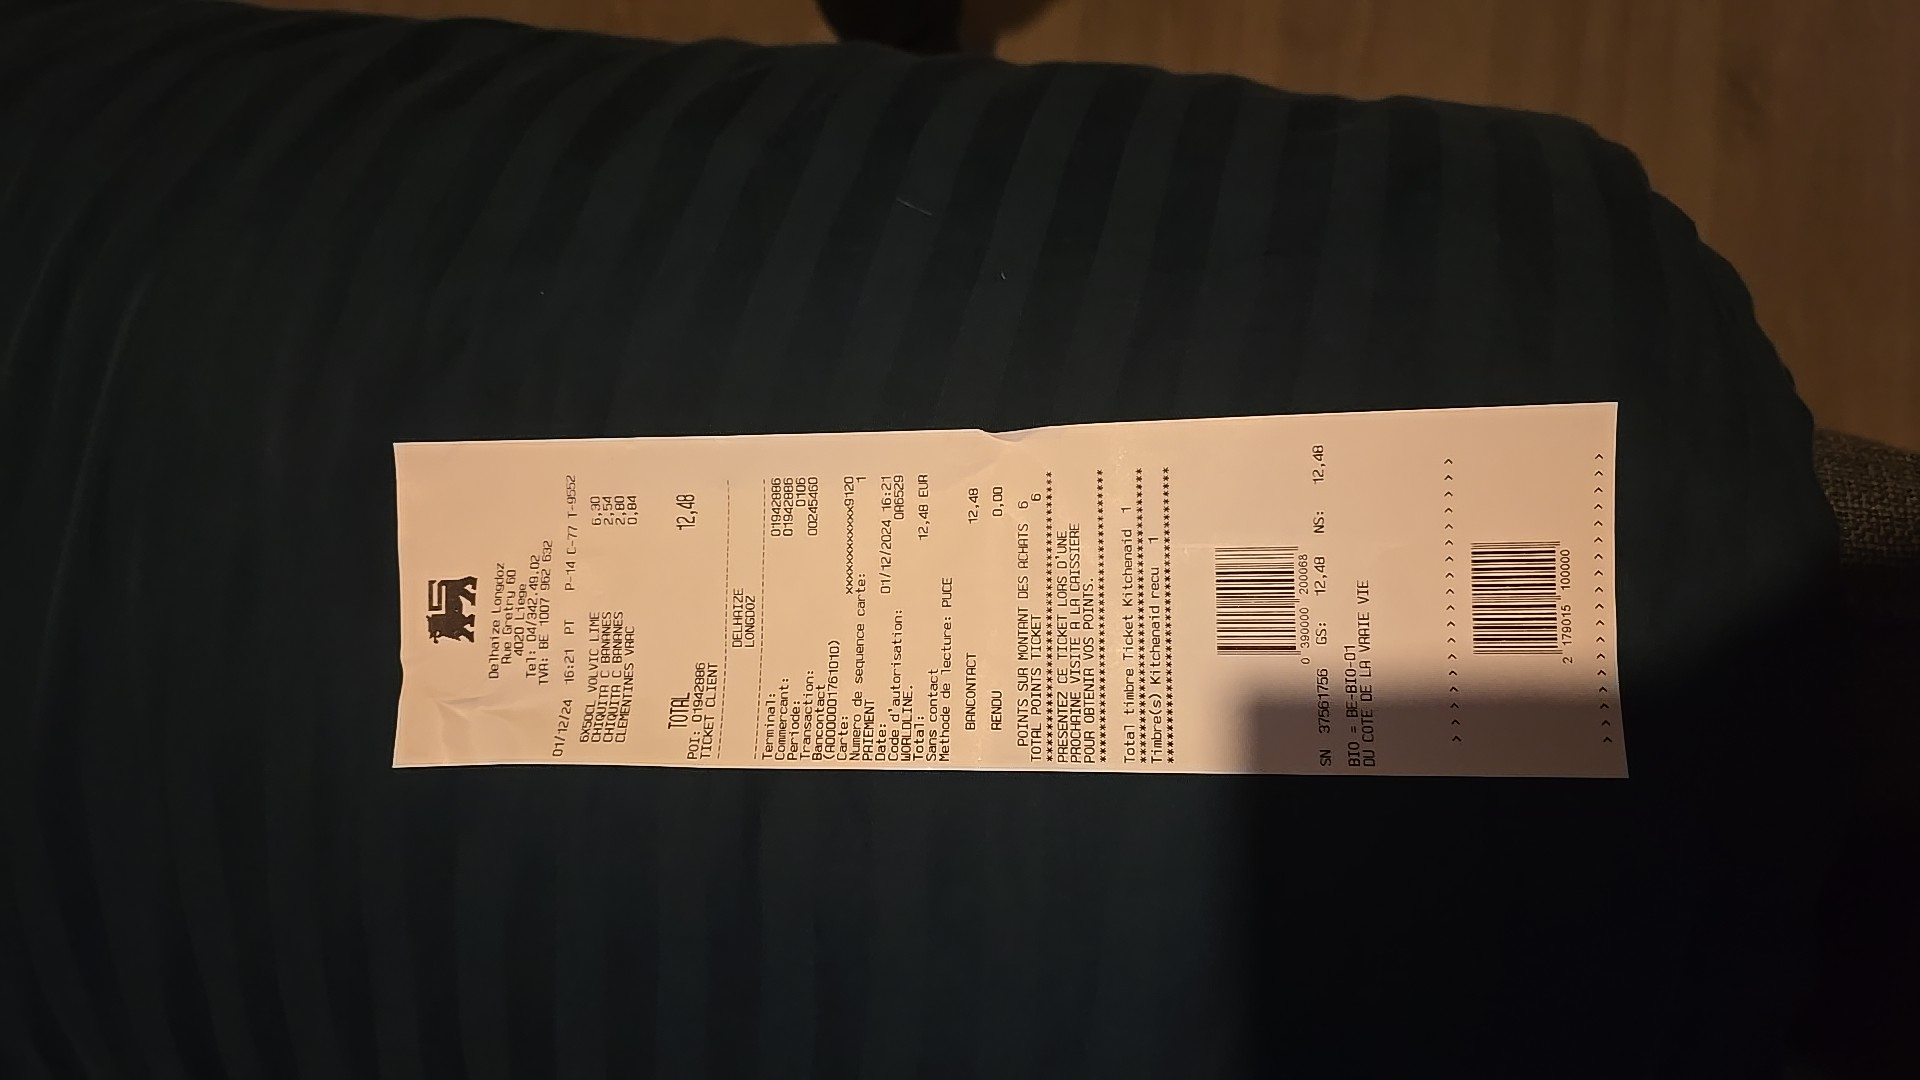 Delhaize Longdoz
Rue Gretry 60
4020 Liege
Tel: 04/342.49.02
TVA: BE 1007 962 632
01/12/24 16:21 PT P-14 C-77 T-9552
6X50CL VOLVIC LIME 6,30
CHIQUITA C BANANES 2,54
CHIQUITA C BANANES 2,80
CLEMENTINES VRAC 0,84
TOTAL 12,48
POI: 01942886
TICKET CLIENT
DELHAIZE
LONGDOZ
Terminal: 01942886
Commercant: 01942886
Periode: 0106
Transaction: 00245460
Bancontact
(A0000001761010)
Carte: xxxxxxxxxxxxx9120
Numero de sequence carte: 1
PAIEMENT
Date: 01/12/2024 16:21
Code d'autorisation: 0A6529
WORLDLINE.
Total: 12,48 EUR
Sans contact
Methode de lecture: PUCE
BANCONTACT 12,48
RENDU 0,00
POINTS SUR MONTANT DES ACHATS 6
TOTAL POINTS TICKET 6
PRESENTEZ CE TICKET LORS D'UNE
PROCHAINE VISITE A LA CAISSIERE
POUR OBTENIR VOS POINTS.
Total timbre Ticket Kitchenaid 1
Timbre(s) Kitchenaid recu 1
0 390000 200068
SN 37561756 GS: 12,48 NS: 12,48
BIO = BE-BIO-01
DU COTE DE LA VRAIE VIE
2 179015 100000